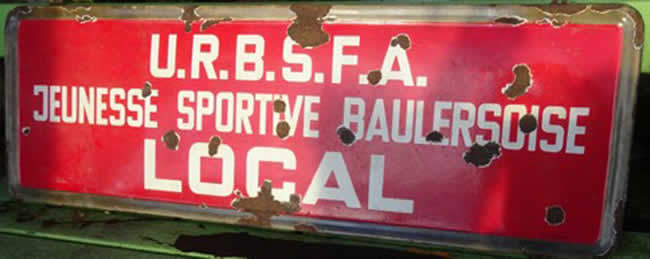 U.R.B.S.F.A.
JEUNESSE SPORTIVE BAULERSOISE
LOCAL